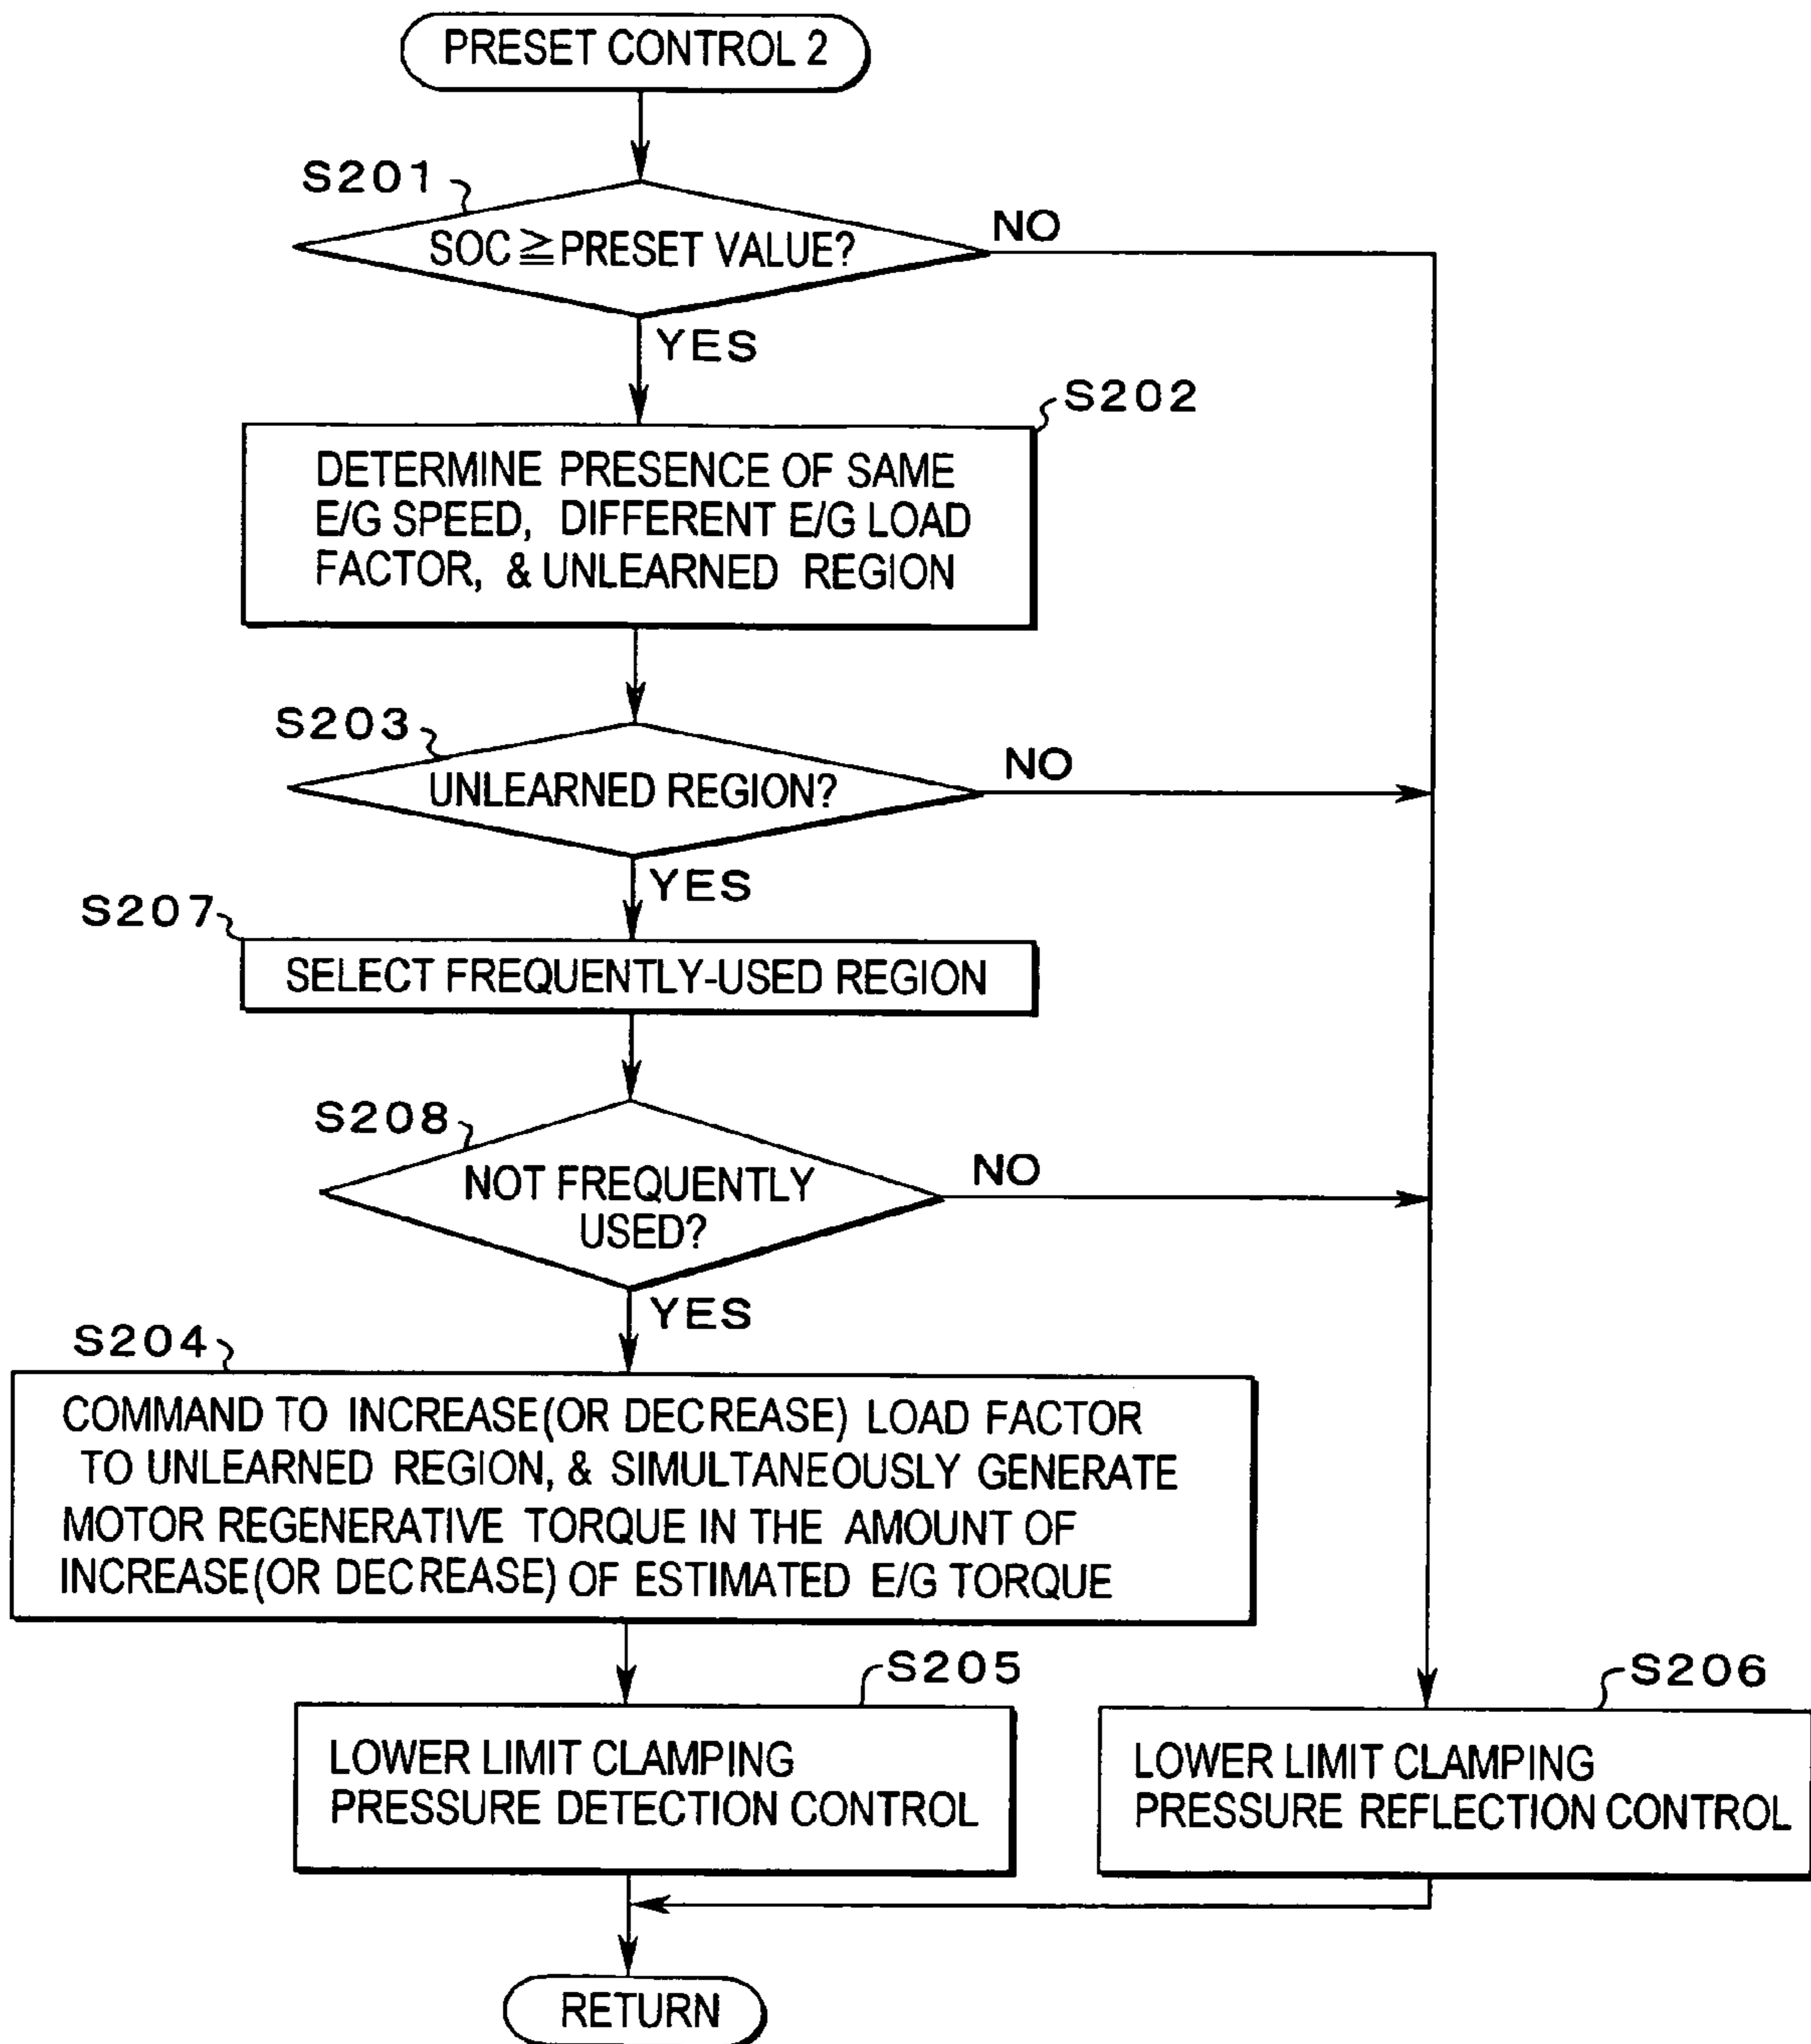 PRESET CONTROL 2
S201
SOC ≧ PRESET VALUE?
NO
YES
S202
DETERMINE PRESENCE OF SAME
E/G SPEED, DIFFERENT E/G LOAD
FACTOR, & UNLEARNED REGION
S203
UNLEARNED REGION?
NO
YES
S207
SELECT FREQUENTLY-USED REGION
S208
NOT FREQUENTLY
USED?
NO
YES
S204
COMMAND TO INCREASE(OR DECREASE) LOAD FACTOR
TO UNLEARNED REGION, & SIMULTANEOUSLY GENERATE
MOTOR REGENERATIVE TORQUE IN THE AMOUNT OF
INCREASE(OR DECREASE) OF ESTIMATED E/G TORQUE
S205
LOWER LIMIT CLAMPING
PRESSURE DETECTION CONTROL
S206
LOWER LIMIT CLAMPING
PRESSURE REFLECTION CONTROL
RETURN